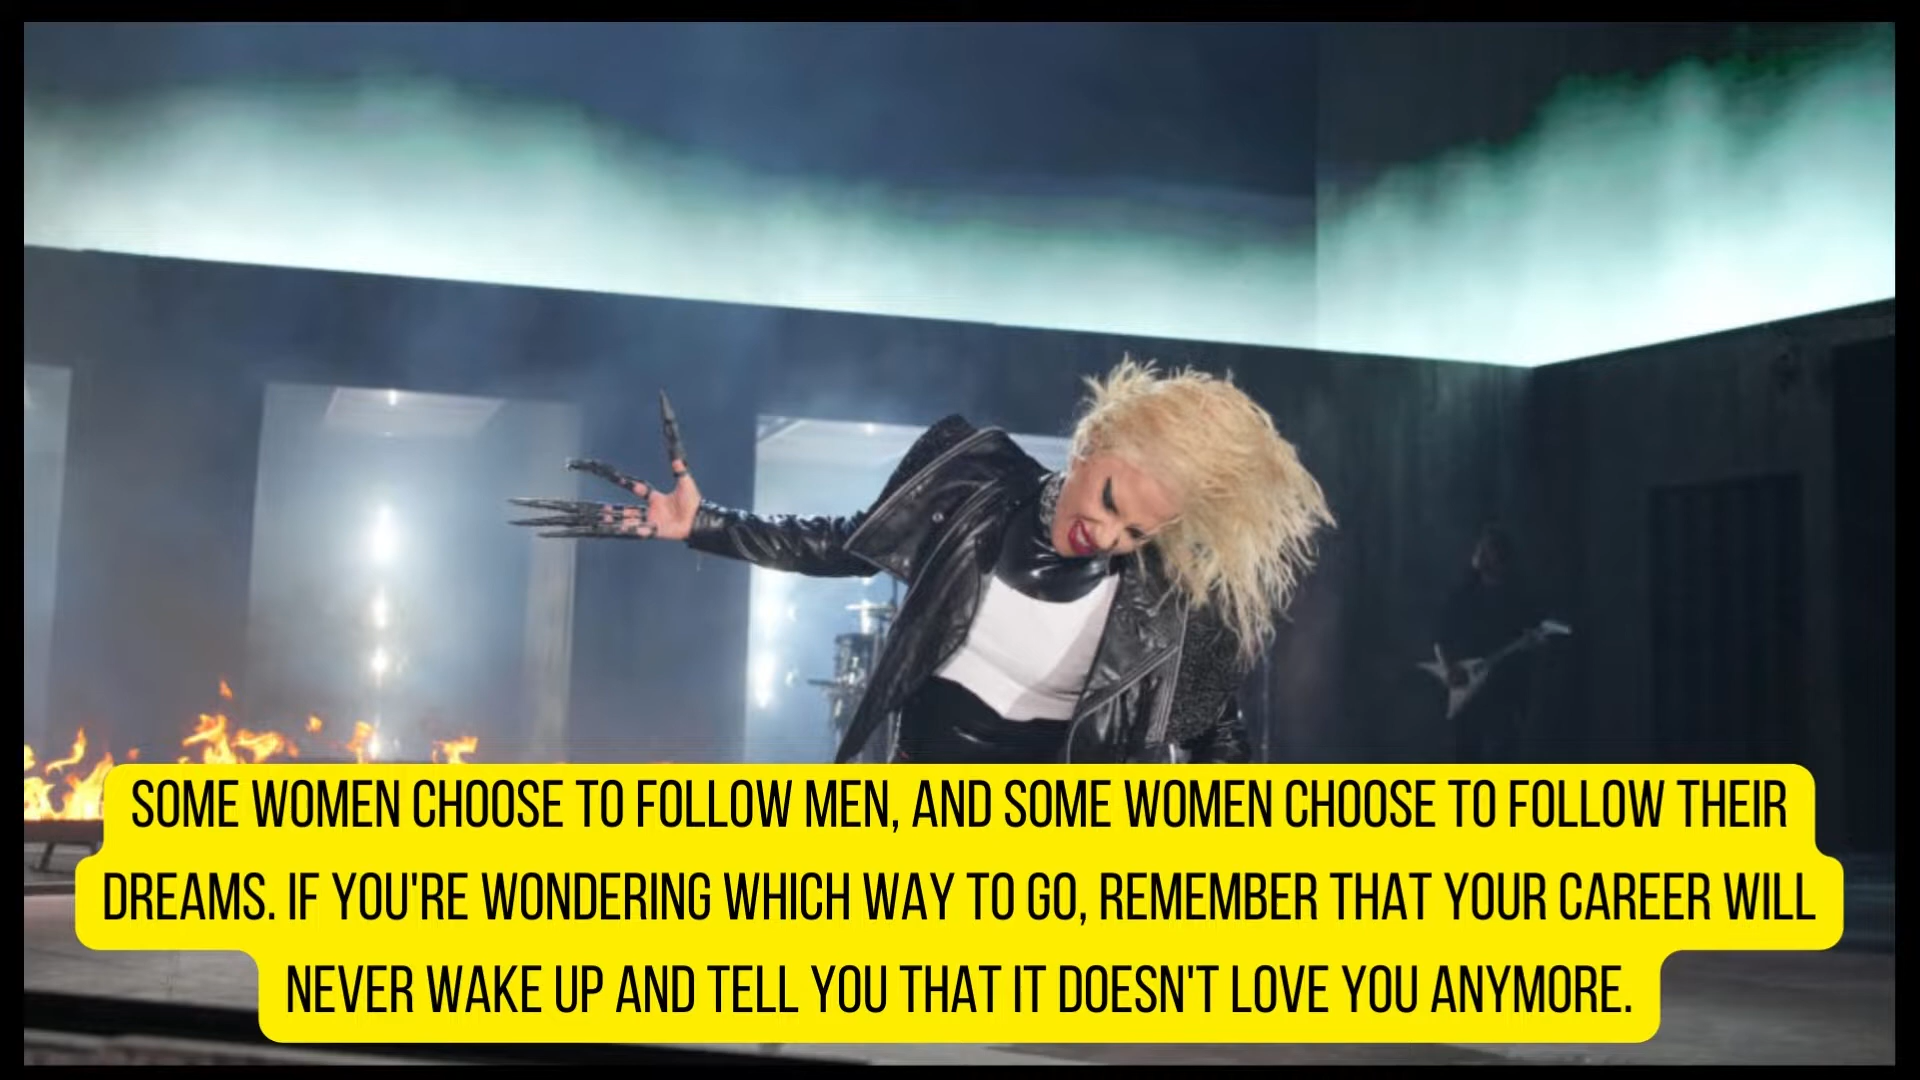 SOME WOMEN CHOOSE TO FOLLOW MEN, AND SOME WOMEN CHOOSE TO FOLLOW THEIR
DREAMS. IF YOU'RE WONDERING WHICH WAY TO GO, REMEMBER THAT YOUR CAREER WILL
NEVER WAKE UP AND TELL YOU THAT IT DOESN'T LOVE YOU ANYMORE.